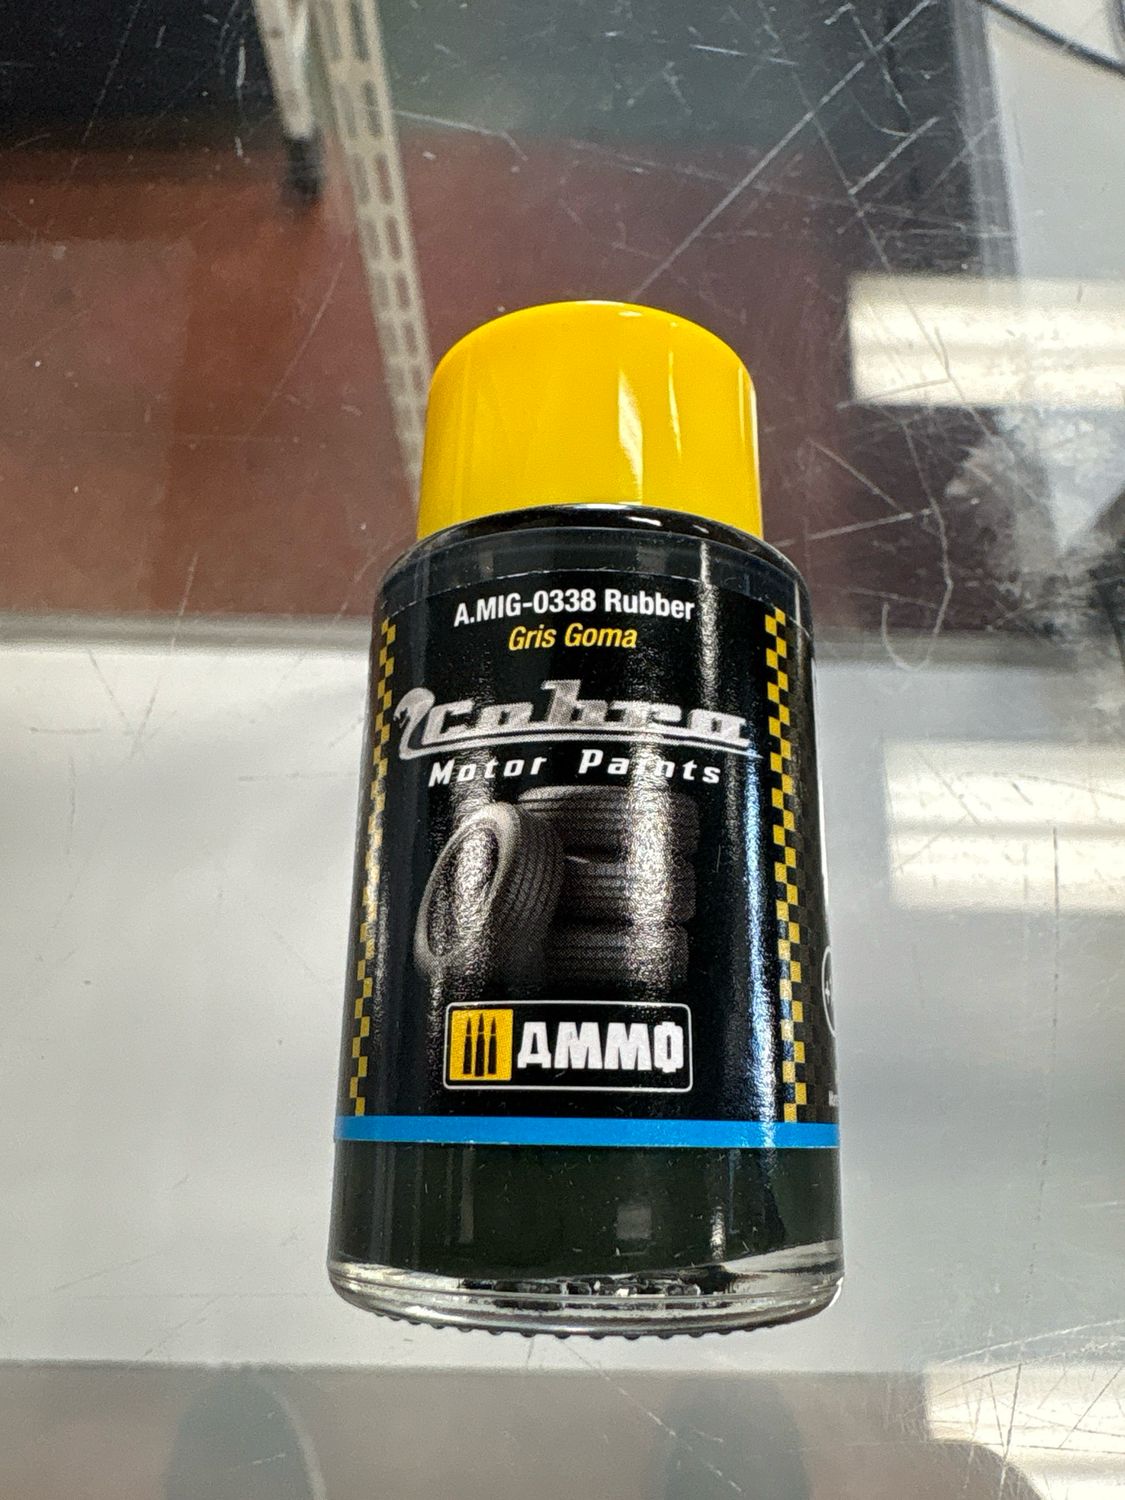 A.MIG-0338 Rubber
Gris Goma
Cobra
Motor Paints
AMMO